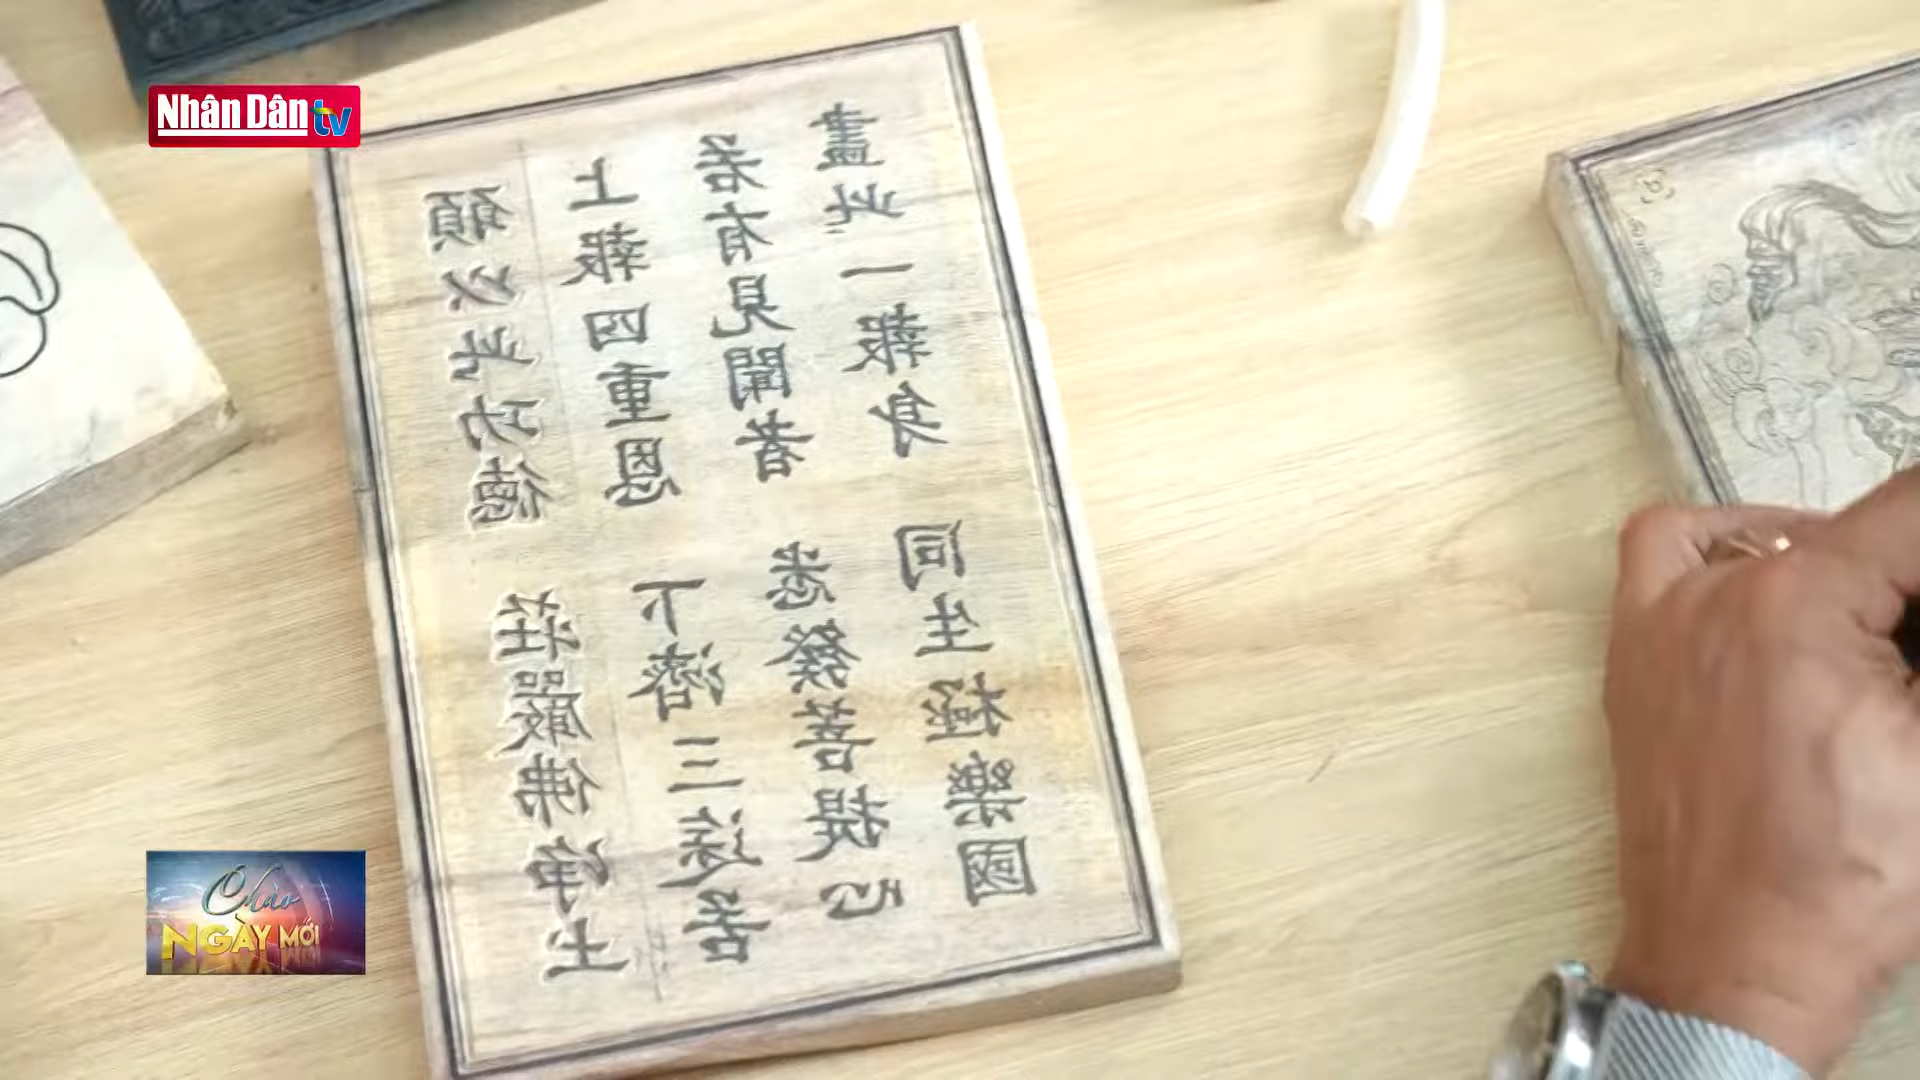 Nhân Dân tv
願以此功德 莊嚴佛净土
上報四重恩 下濟三途苦
若有見聞者 悉發菩提心
盡此一報身 同生極樂國
Chào
NGÀY MỚI